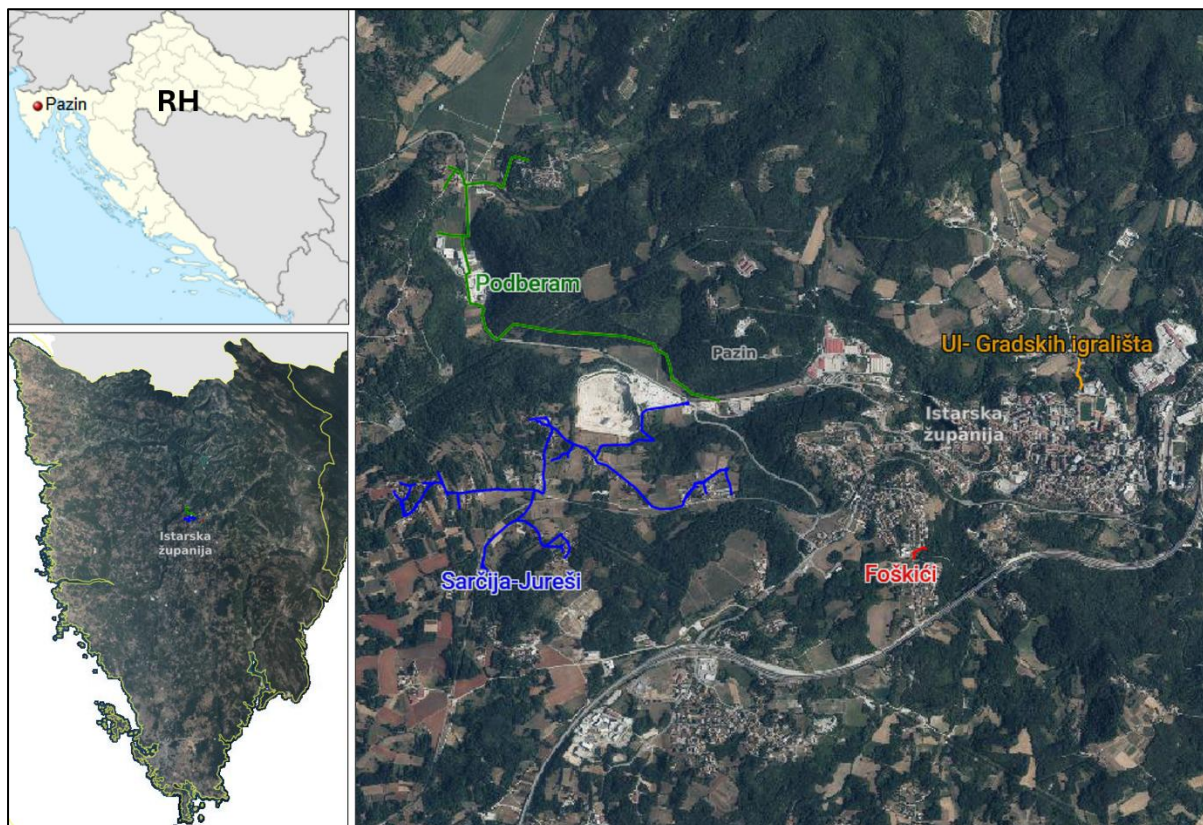 Pazin
RH
Istarska
županija
Podberam
Pazin
Ul- Gradskih igrališta
Istarska
županija
Foškići
Sarčija-Jureši